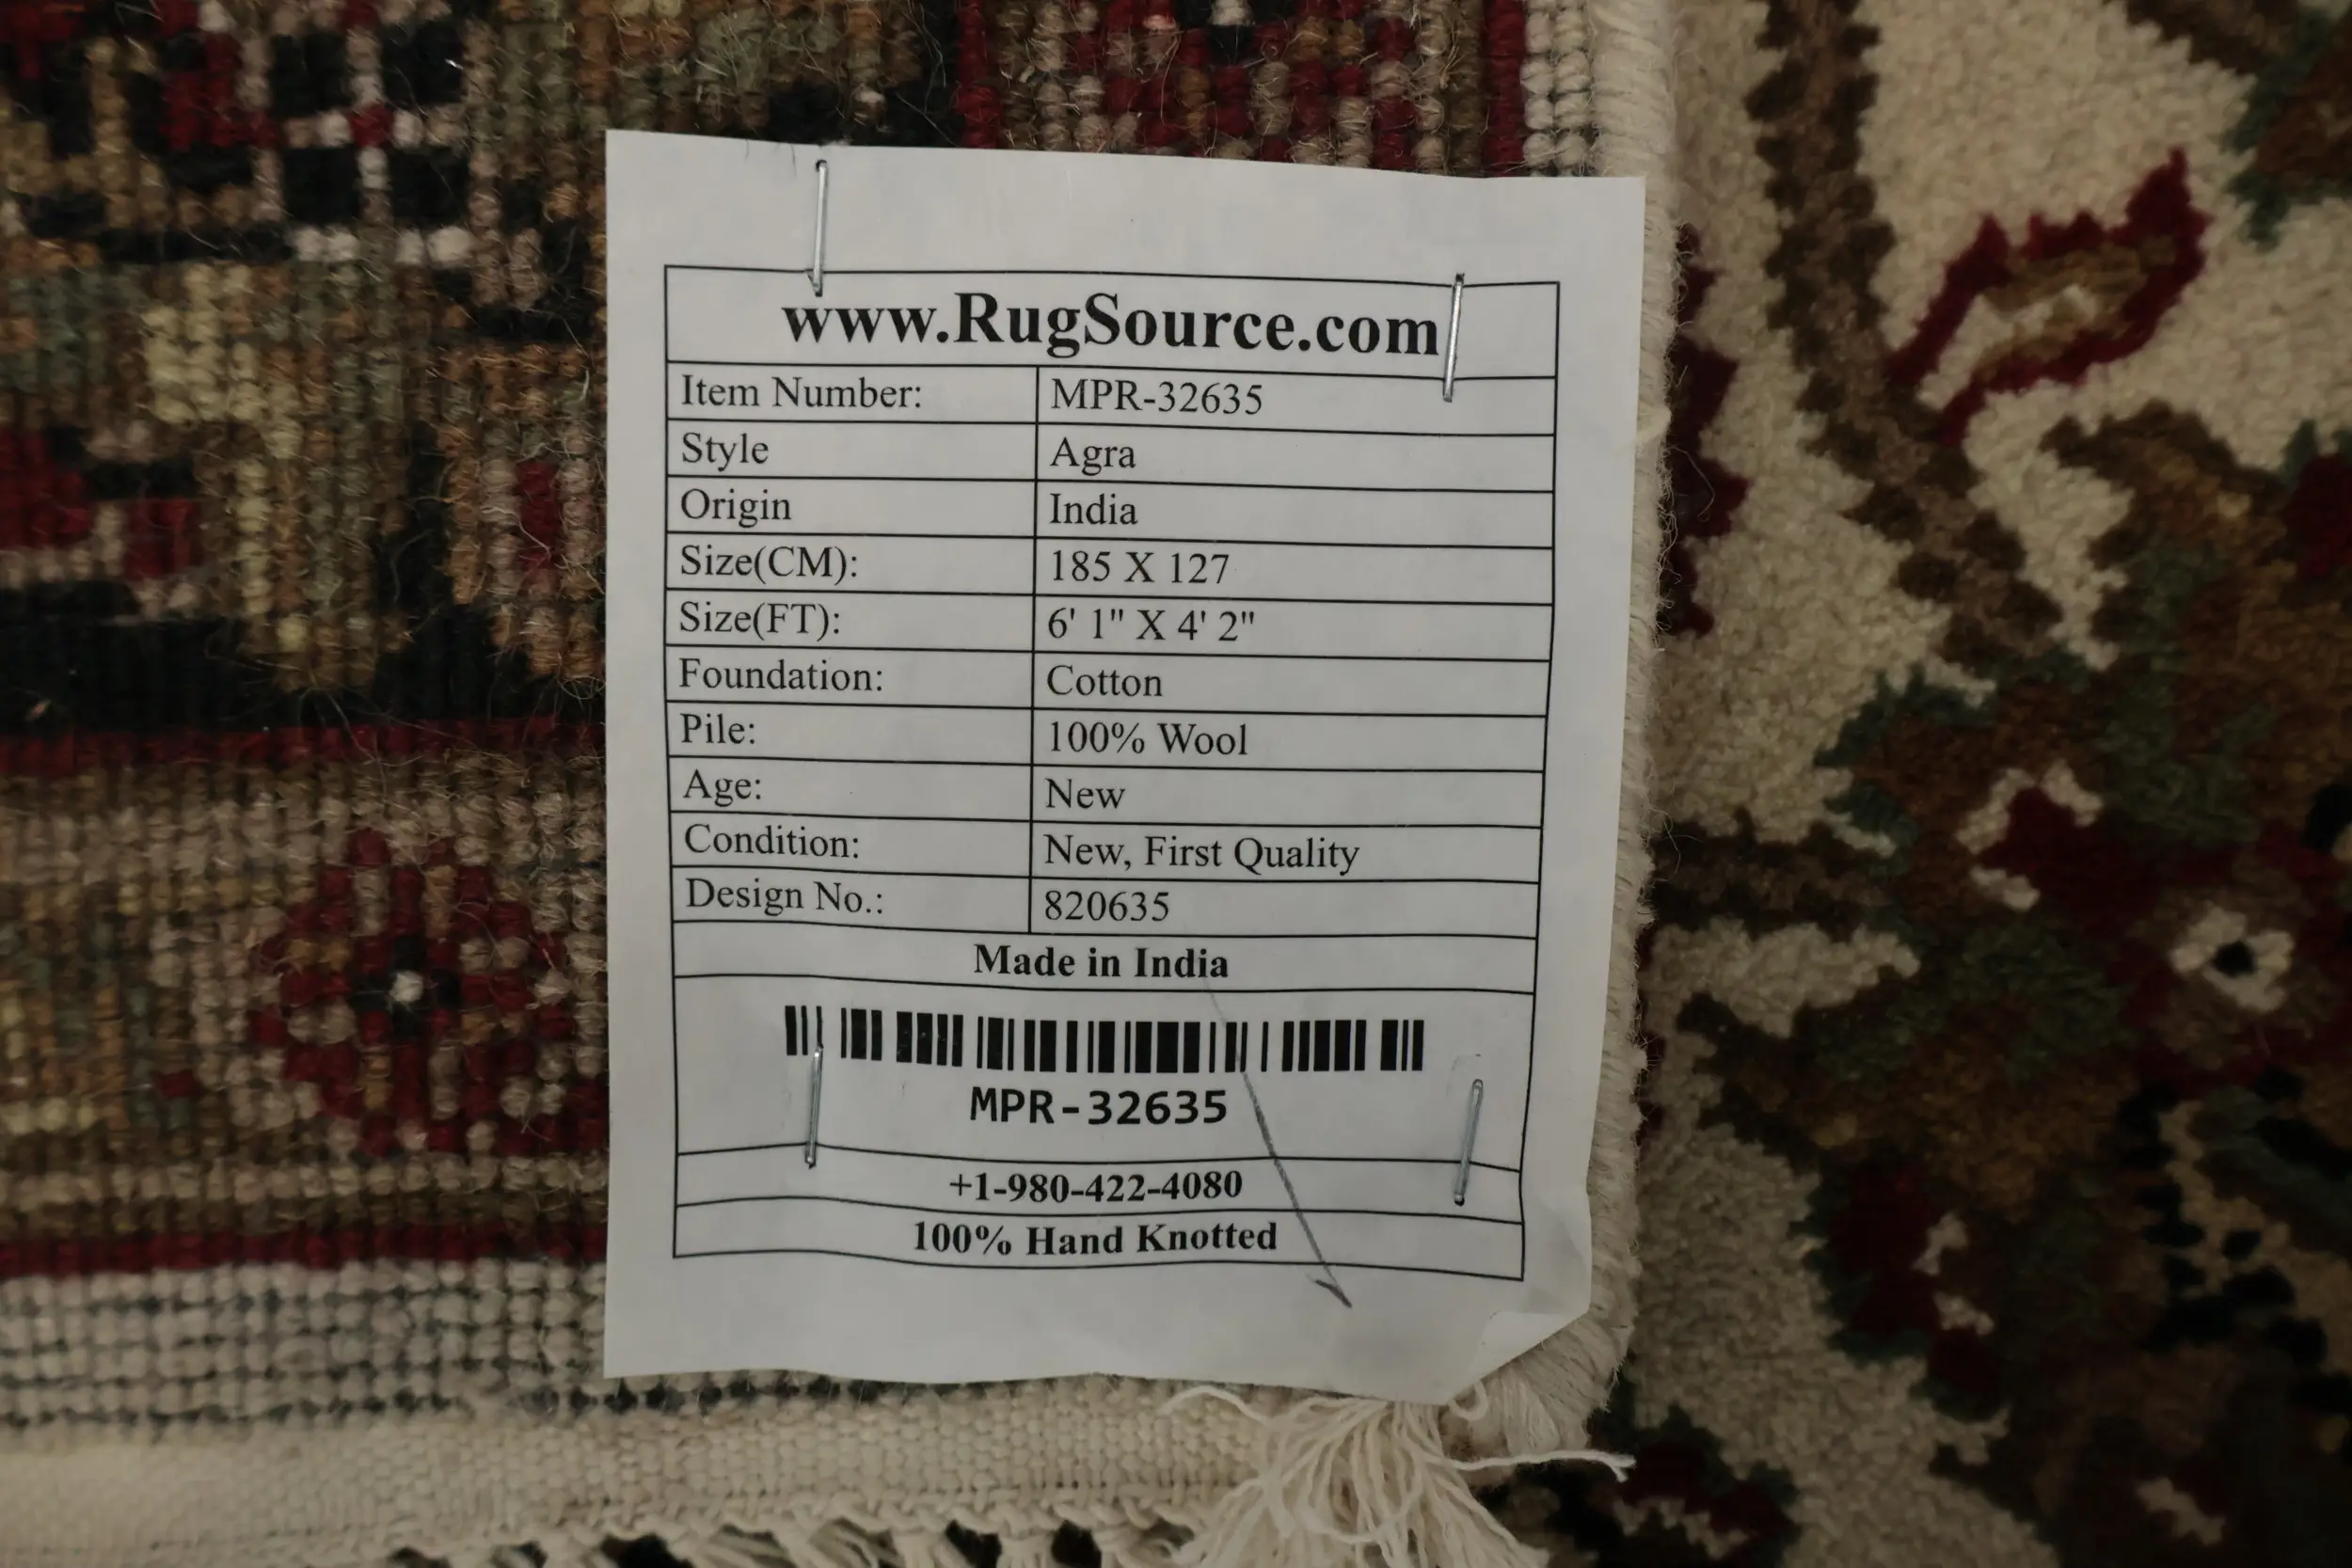 www.RugSource.com
Item Number: MPR-32635
Style Agra
Origin India
Size(CM): 185 X 127
Size(FT): 6' 1" X 4' 2"
Foundation: Cotton
Pile: 100% Wool
Age: New
Condition: New, First Quality
Design No.: 820635
Made in India
MPR-32635
+1-980-422-4080
100% Hand Knotted